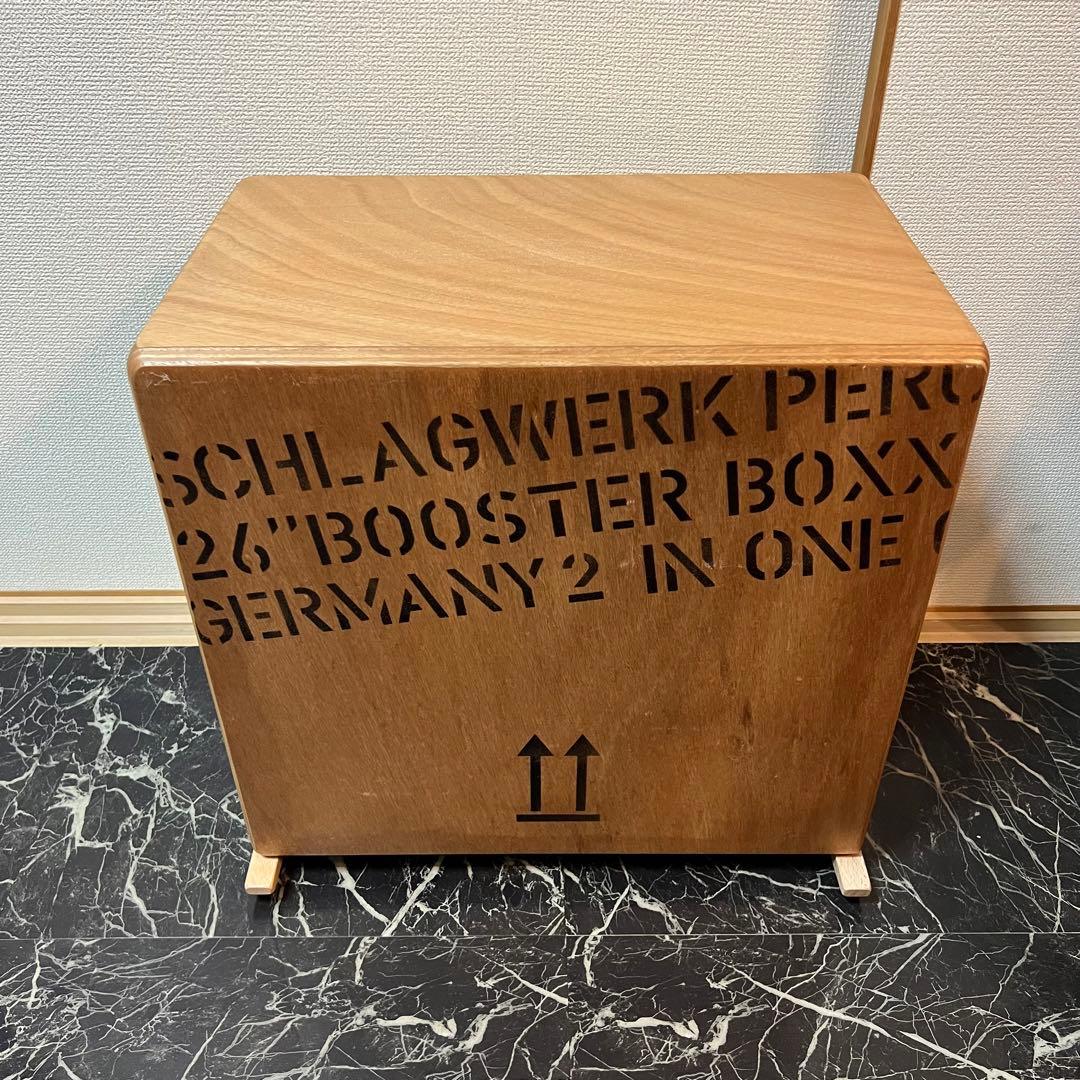 SCHLAGWERK PERC
26"BOOSTER BOXX
GERMANY 2 IN ONE